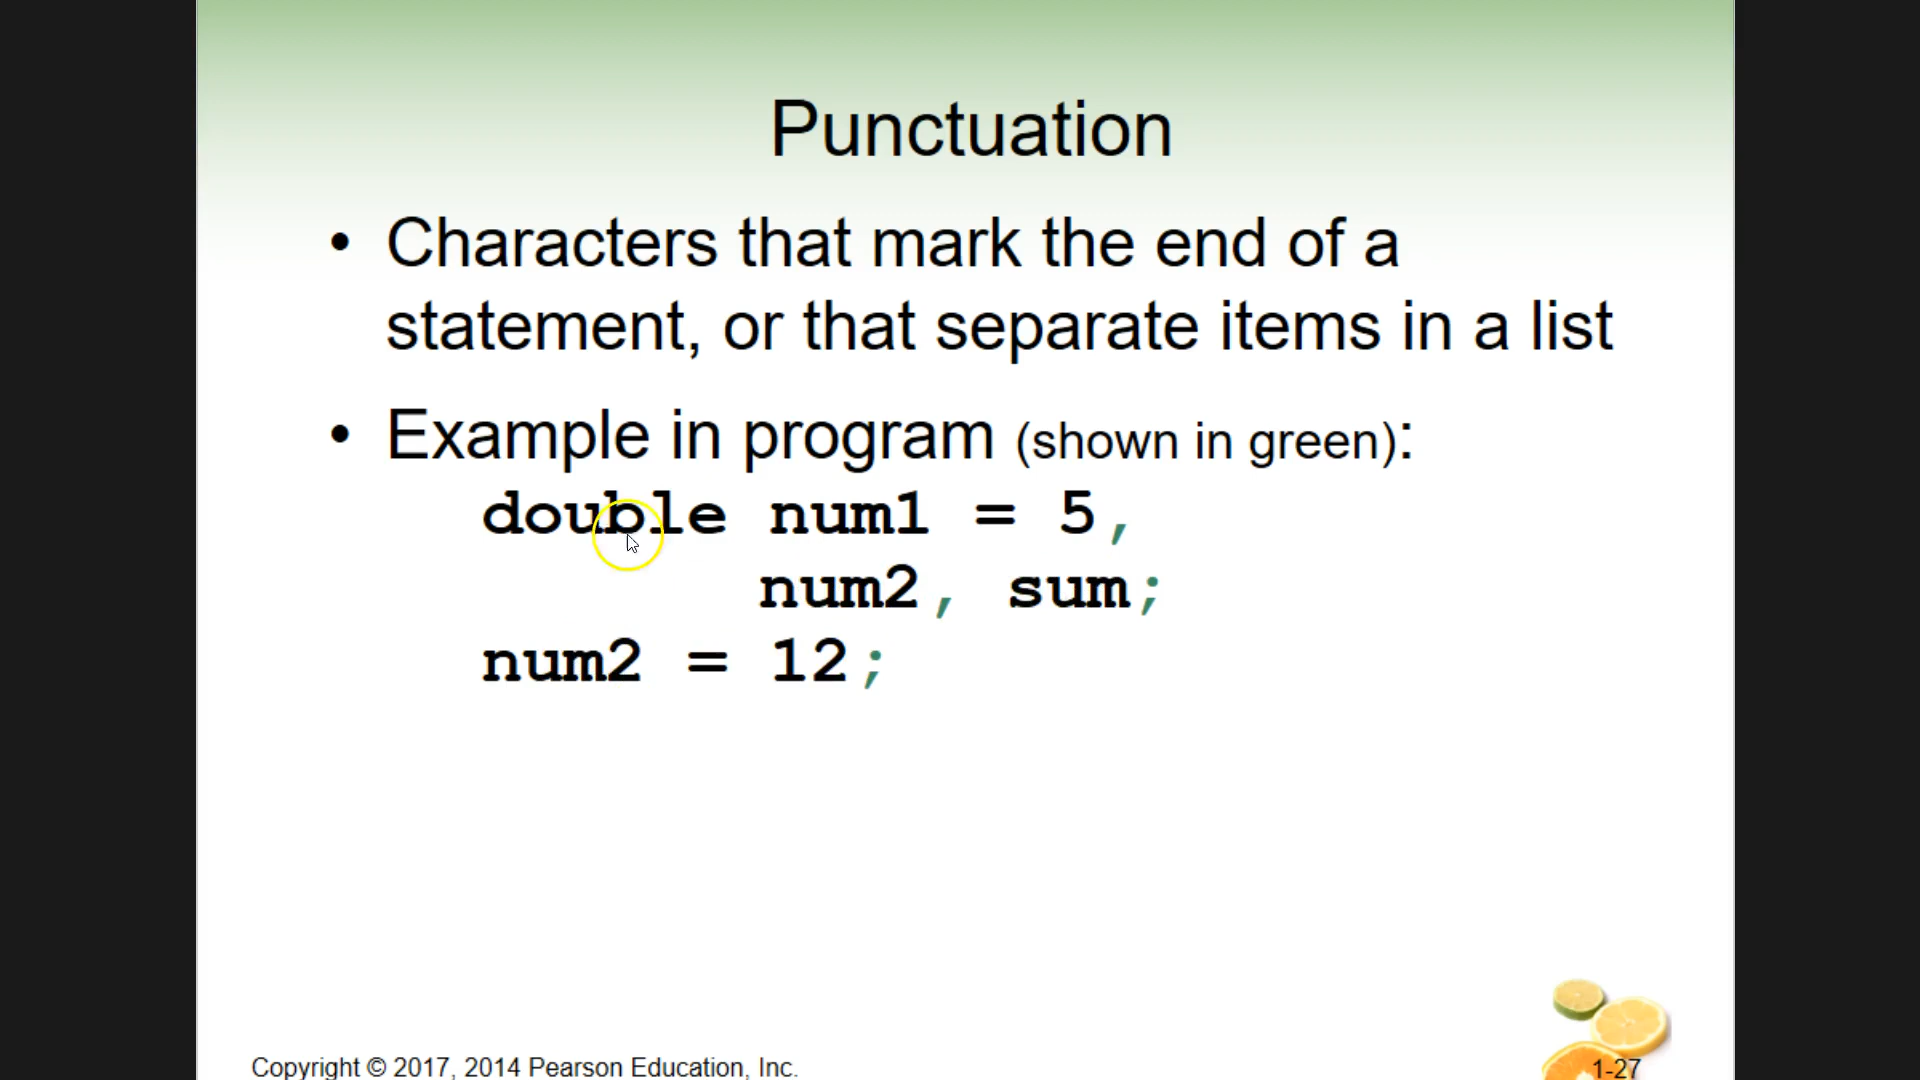 Punctuation
• Characters that mark the end of a
statement, or that separate items in a list
• Example in program (shown in green):
double num1 = 5,
num2, sum;
num2 = 12;
Copyright © 2017, 2014 Pearson Education, Inc.
1-27